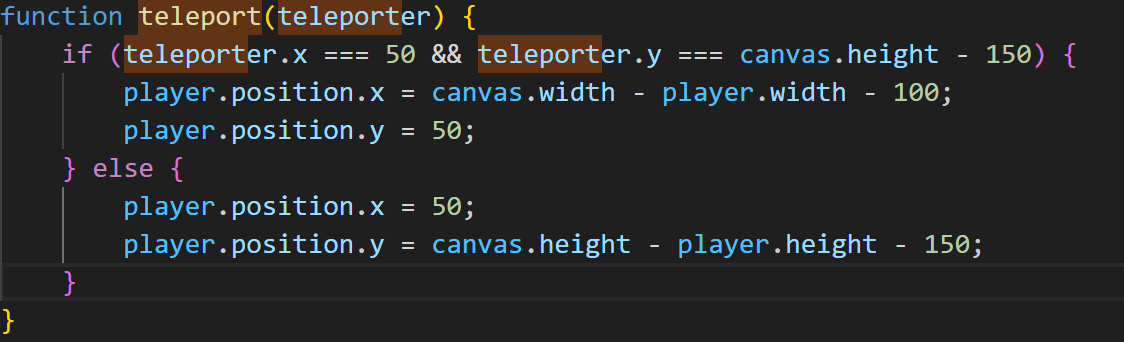 function teleport(teleporter) {
    if (teleporter.x === 50 && teleporter.y === canvas.height - 150) {
        player.position.x = canvas.width - player.width - 100;
        player.position.y = 50;
    } else {
        player.position.x = 50;
        player.position.y = canvas.height - player.height - 150;
    }
}